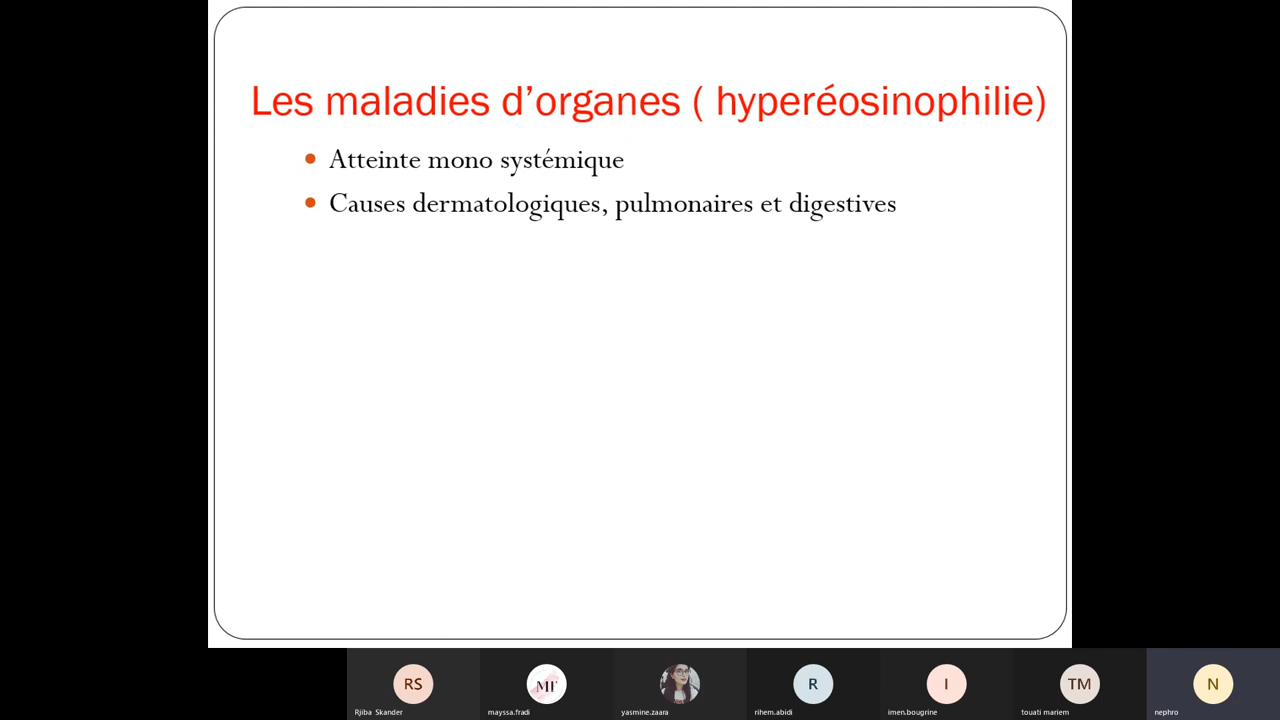 Les maladies d’organes ( hyperéosinophilie)
Atteinte mono systémique
Causes dermatologiques, pulmonaires et digestives
RS
MF
R
I
TM
N
Rjiba Skander
mayssa.fradi
yasmine.zaara
rihem.abidi
imen.bougrine
touati mariem
nephro